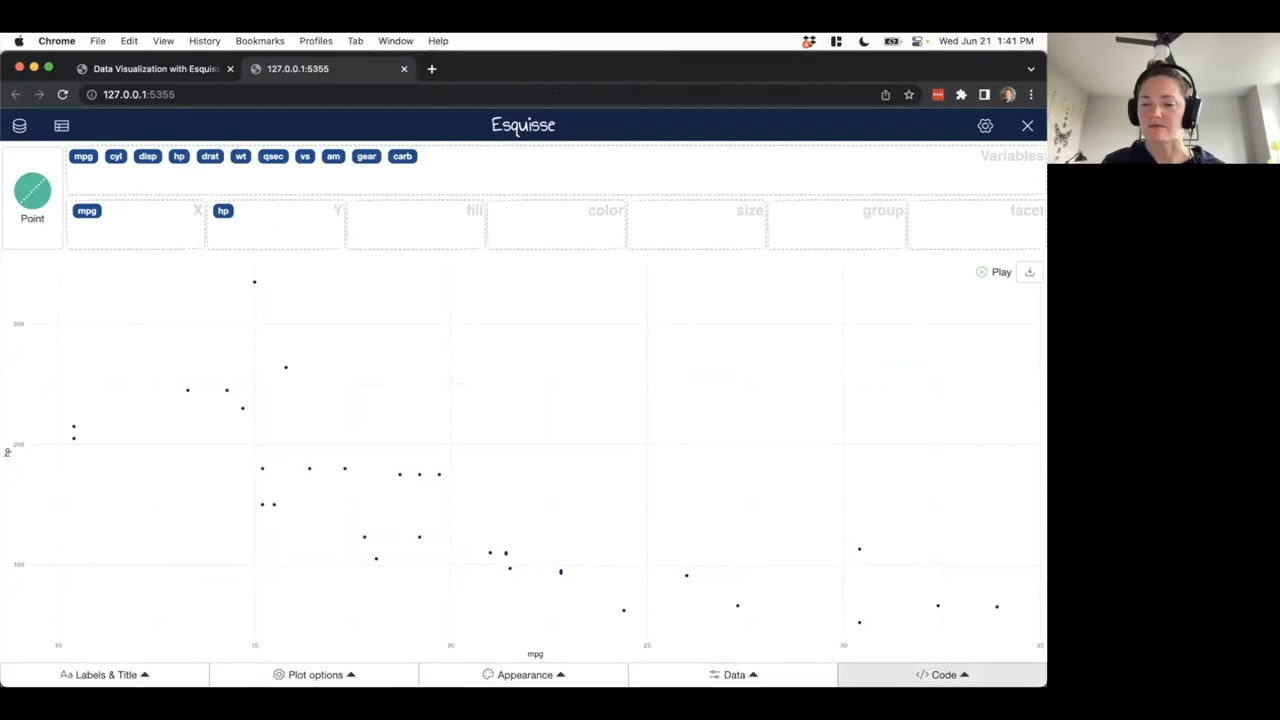 Chrome File Edit View History Bookmarks Profiles Tab Window Help Wed Jun 21 1:41 PM
Data Visualization with Esquiss 127.0.0.1:5355
127.0.0.1:5355
Esquisse
mpg cyl disp hp drat wt qsec vs am gear carb Variables
Point
mpg X hp Y fill color size group facet
Play
300
200
hp
100
10 15 20 25 30 35
mpg
Aa Labels & Title Plot options Appearance Data </> Code